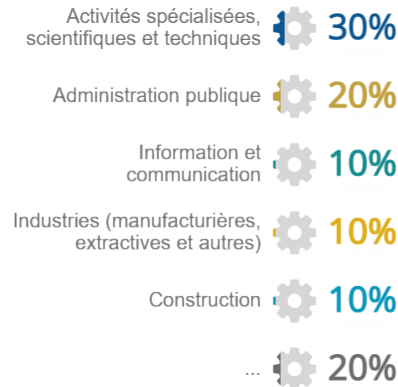 Activités spécialisées,
scientifiques et techniques 30%
Administration publique 20%
Information et
communication 10%
Industries (manufacturières,
extractives et autres) 10%
Construction 10%
... 20%